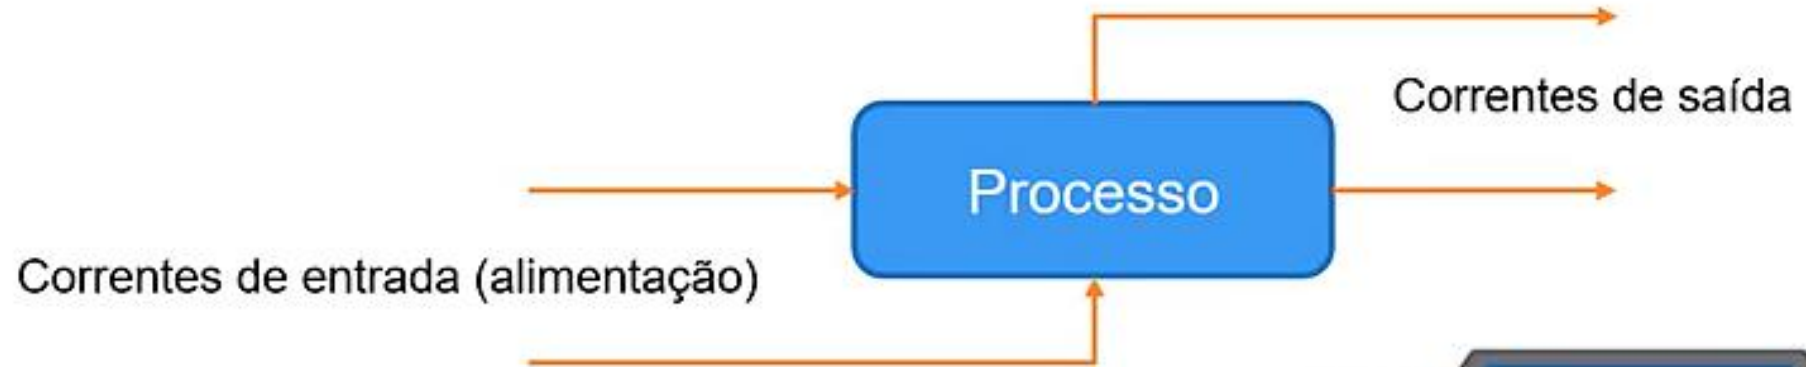 Correntes de saída
Processo
Correntes de entrada (alimentação)